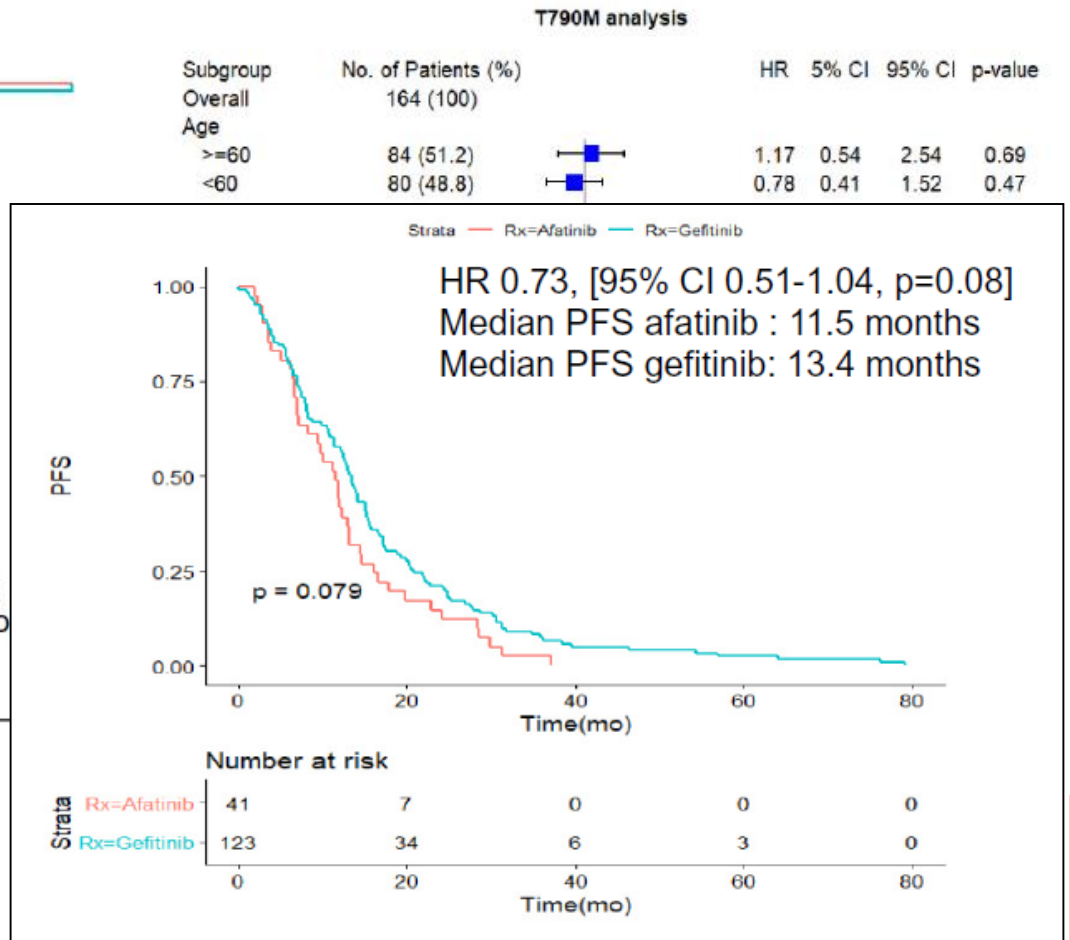 T790M analysis
Subgroup No. of Patients (%) HR 5% CI 95% CI p-value
Overall 164 (100)
Age
>=60 84 (51.2) 1.17 0.54 2.54 0.69
<60 80 (48.8) 0.78 0.41 1.52 0.47
Strata Rx=Afatinib Rx=Gefitinib
HR 0.73, [95% CI 0.51-1.04, p=0.08]
Median PFS afatinib : 11.5 months
Median PFS gefitinib: 13.4 months
1.00
0.75
0.50
0.25
0.00
PFS
p = 0.079
0 20 40 60 80
Time(mo)
Number at risk
Strata
Rx=Afatinib 41 7 0 0 0
Rx=Gefitinib 123 34 6 3 0
0 20 40 60 80
Time(mo)